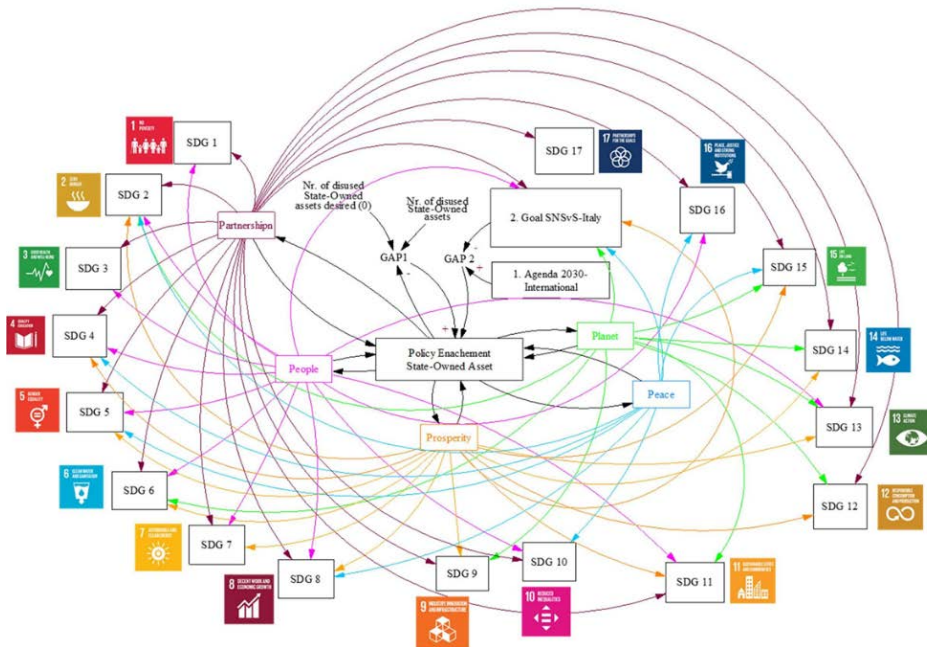 1 NO POVERTY
SDG 1
2 ZERO HUNGER
SDG 2
3
SDG 3
4 QUALITY EDUCATION
SDG 4
5 GENDER EQUALITY
SDG 5
6 CLEAN WATER AND SANITATION
SDG 6
7 AFFORDABLE AND CLEAN ENERGY
SDG 7
8 DECENT WORK AND ECONOMIC GROWTH
SDG 8
SDG 9
9 INDUSTRY, INNOVATION AND INFRASTRUCTURE
SDG 10
10 REDUCED INEQUALITIES
SDG 11
11 SUSTAINABLE CITIES AND COMMUNITIES
SDG 12
12 RESPONSIBLE CONSUMPTION AND PRODUCTION
SDG 13
13 CLIMATE ACTION
SDG 14
14 LIFE BELOW WATER
SDG 15
15 LIFE ON LAND
SDG 16
16 PEACE, JUSTICE AND STRONG INSTITUTIONS
SDG 17
17 PARTNERSHIPS FOR THE GOALS
Partnershipn
Nr. of disused
State-Owned
assets desired (0)
Nr. of disused
State-Owned
assets
GAP1
-
GAP 2
-
+
2. Goal SNSvS-Italy
1. Agenda 2030-
International
+
Policy Enachement
State-Owned Asset
People
Planet
Peace
Prosperity